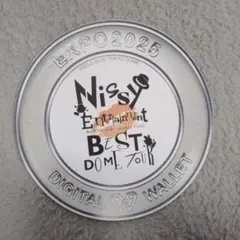 EXPO2025
Nissy
Entertainment
BEST
DOME TOUR
DIGITAL WALLET